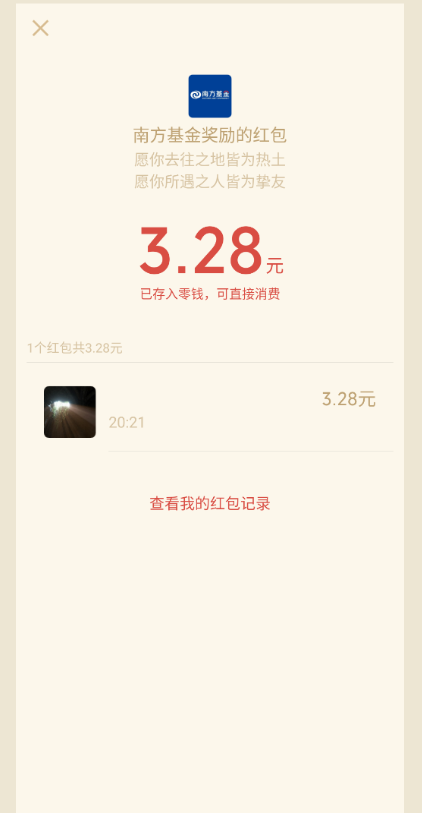 南方基金
南方基金奖励的红包
愿你去往之地皆为热土
愿你所遇之人皆为挚友
3.28元
已存入零钱，可直接消费
1个红包共3.28元
3.28元
20:21
查看我的红包记录